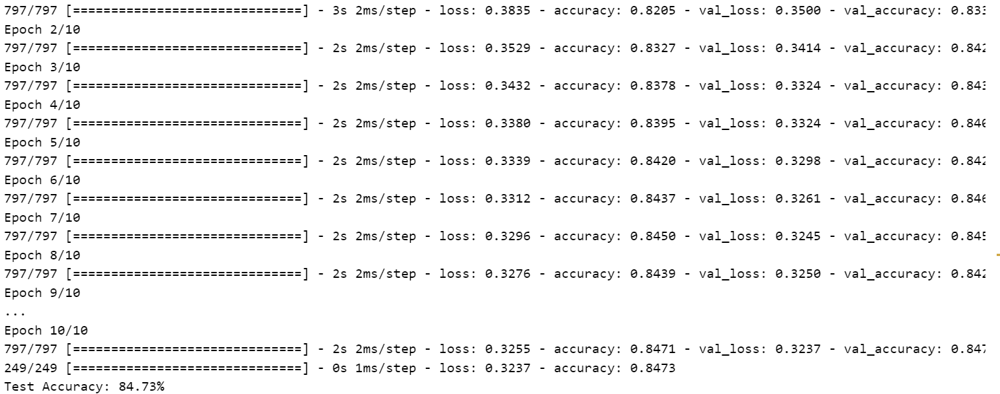 797/797 [==============================] - 3s 2ms/step - loss: 0.3835 - accuracy: 0.8205 - val_loss: 0.3500 - val_accuracy: 0.833
Epoch 2/10
797/797 [==============================] - 2s 2ms/step - loss: 0.3529 - accuracy: 0.8327 - val_loss: 0.3414 - val_accuracy: 0.842
Epoch 3/10
797/797 [==============================] - 2s 2ms/step - loss: 0.3432 - accuracy: 0.8378 - val_loss: 0.3324 - val_accuracy: 0.843
Epoch 4/10
797/797 [==============================] - 2s 2ms/step - loss: 0.3380 - accuracy: 0.8395 - val_loss: 0.3324 - val_accuracy: 0.840
Epoch 5/10
797/797 [==============================] - 2s 2ms/step - loss: 0.3339 - accuracy: 0.8420 - val_loss: 0.3298 - val_accuracy: 0.842
Epoch 6/10
797/797 [==============================] - 2s 2ms/step - loss: 0.3312 - accuracy: 0.8437 - val_loss: 0.3261 - val_accuracy: 0.846
Epoch 7/10
797/797 [==============================] - 2s 2ms/step - loss: 0.3296 - accuracy: 0.8450 - val_loss: 0.3245 - val_accuracy: 0.845
Epoch 8/10
797/797 [==============================] - 2s 2ms/step - loss: 0.3276 - accuracy: 0.8439 - val_loss: 0.3250 - val_accuracy: 0.842
Epoch 9/10
...
Epoch 10/10
797/797 [==============================] - 2s 2ms/step - loss: 0.3255 - accuracy: 0.8471 - val_loss: 0.3237 - val_accuracy: 0.847
249/249 [==============================] - 0s 1ms/step - loss: 0.3237 - accuracy: 0.8473
Test Accuracy: 84.73%